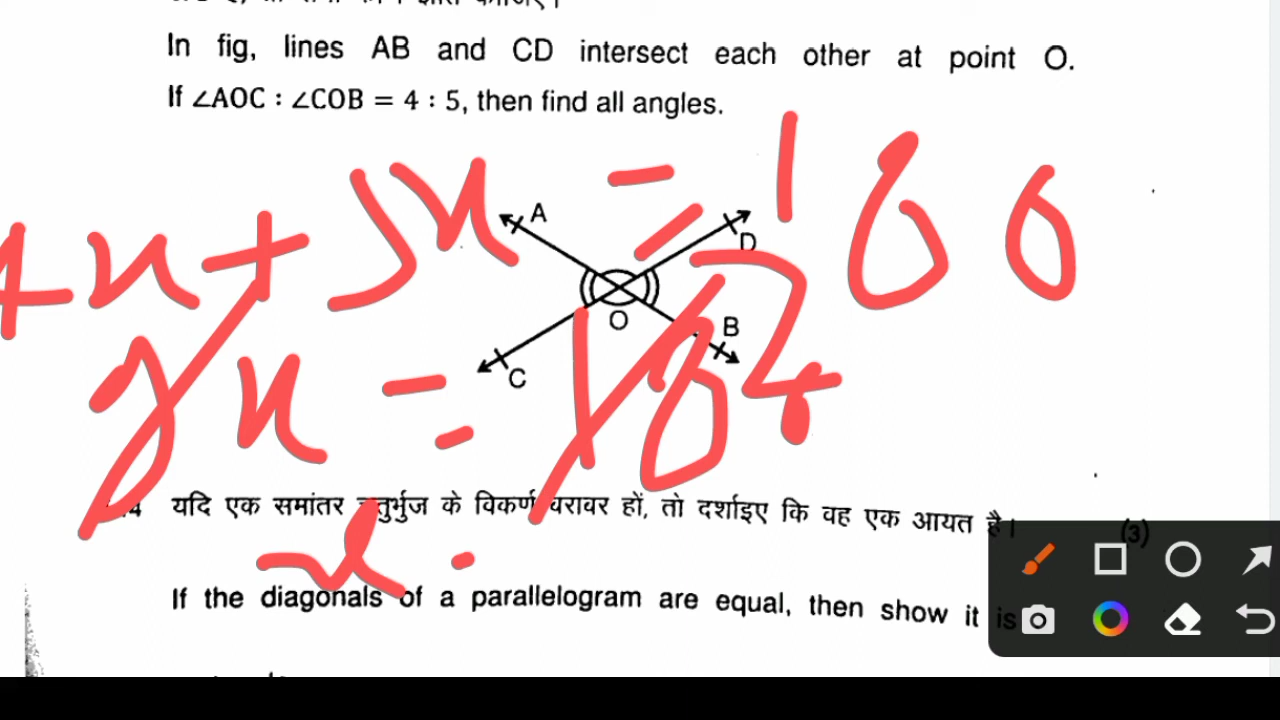 In fig, lines AB and CD intersect each other at point O.
If ∠AOC : ∠COB = 4 : 5, then find all angles.
4x + 5x = 180
A
D
O
B
C
9x = 180
20
x =
यदि एक समांतर चतुर्भुज के विकर्ण बराबर हों, तो दर्शाइए कि वह एक आयत है।
(3)
If the diagonals of a parallelogram are equal, then show it is